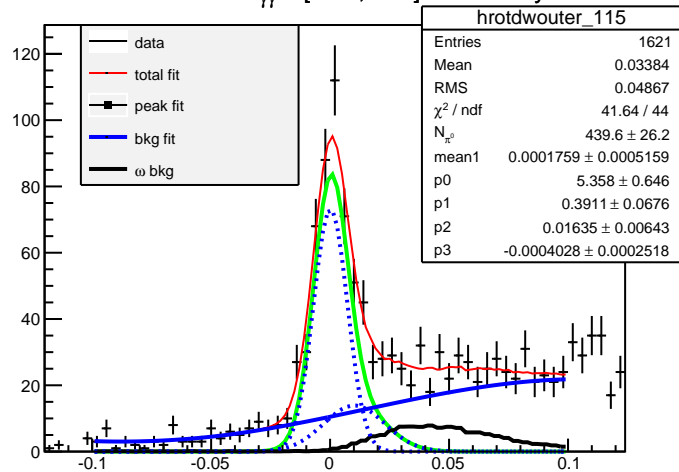 hrotdwouter_115
Entries 1621
Mean 0.03384
RMS 0.04867
χ² / ndf 41.64 / 44
N_π⁰ 439.6 ± 26.2
mean1 0.0001759 ± 0.0005159
p0 5.358 ± 0.646
p1 0.3911 ± 0.0676
p2 0.01635 ± 0.00643
p3 -0.0004028 ± 0.0002518
data
total fit
peak fit
bkg fit
ω bkg
120
100
80
60
40
20
0
-0.1 -0.05 0 0.05 0.1